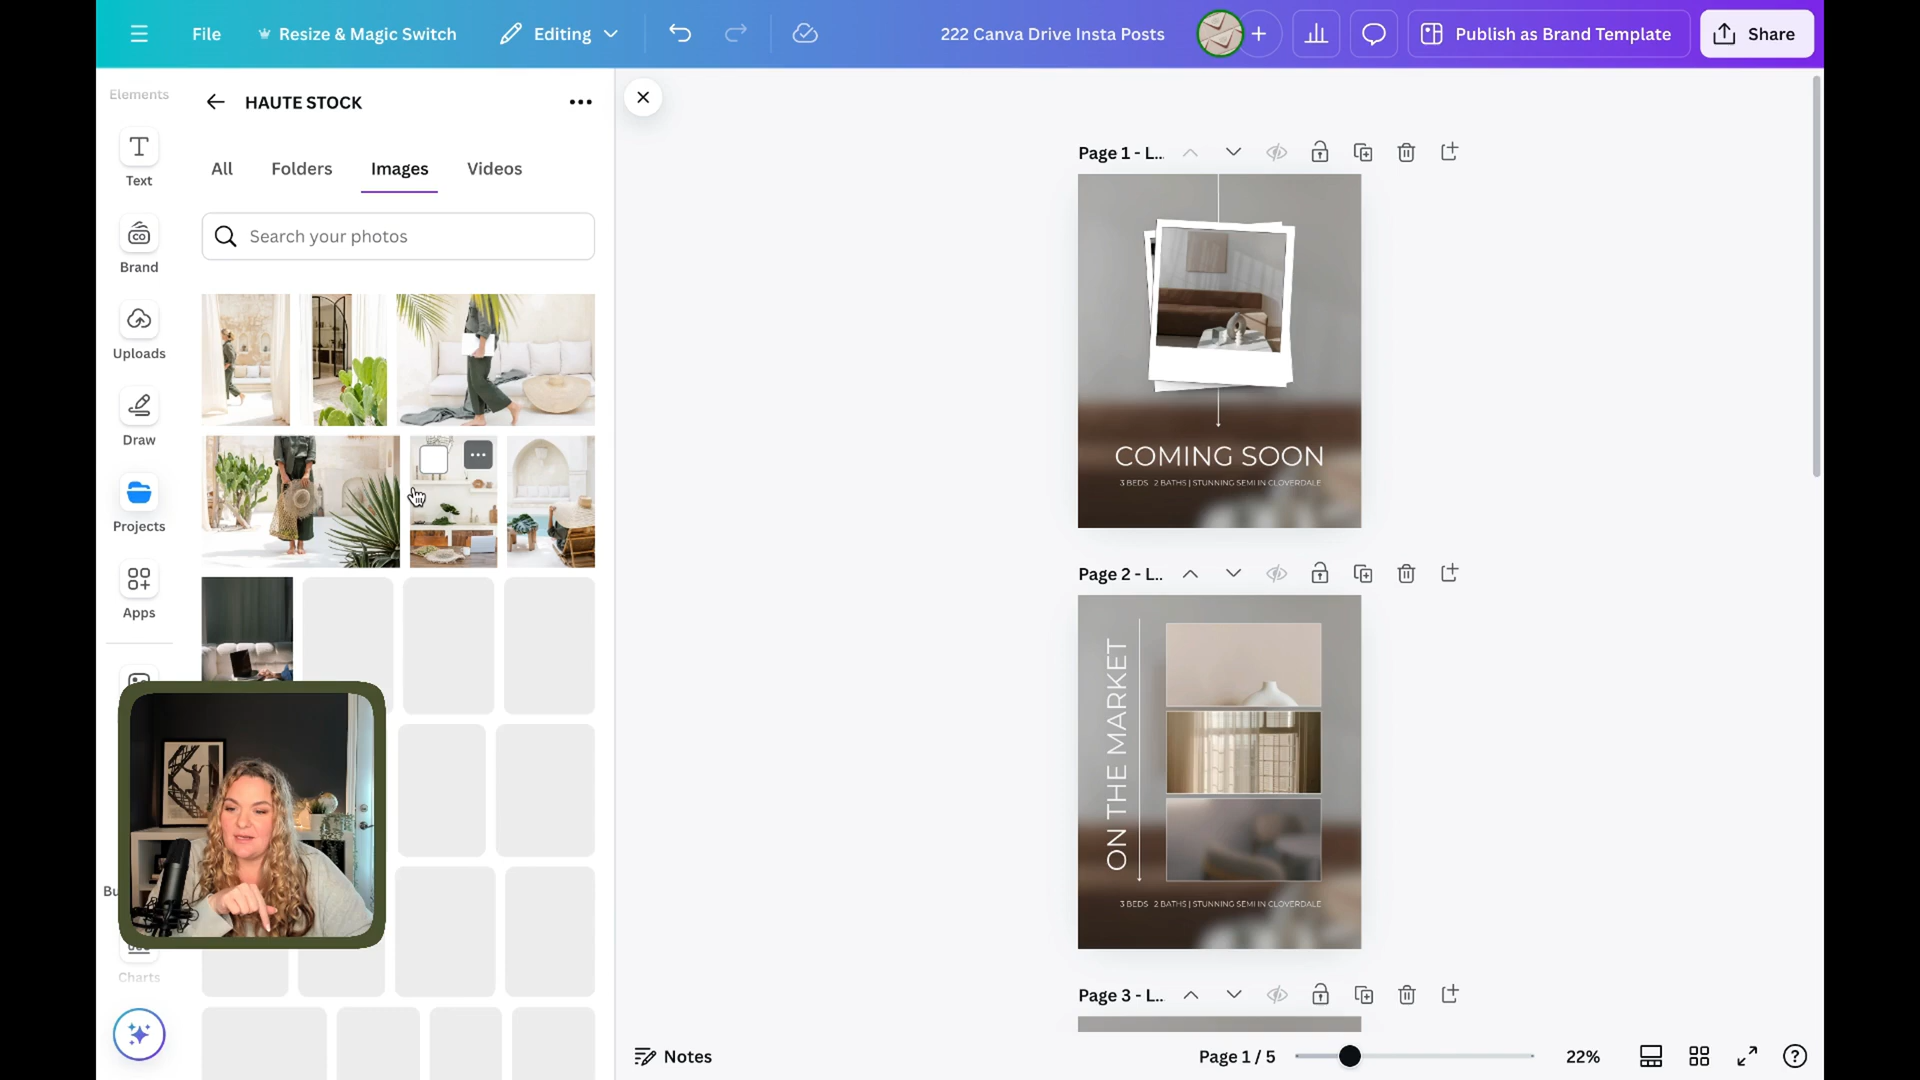 File
Resize & Magic Switch
Editing
222 Canva Drive Insta Posts
Publish as Brand Template
Share
Elements
Text
Brand
Uploads
Draw
Projects
Apps
Bu
Charts
HAUTE STOCK
All
Folders
Images
Videos
Search your photos
Page 1 - L...
COMING SOON
3 BEDS 2 BATHS | STUNNING SEMI IN CLOVERDALE
Page 2 - L...
ON THE MARKET
3 BEDS 2 BATHS | STUNNING SEMI IN CLOVERDALE
Page 3 - L...
Notes
Page 1 / 5
22%